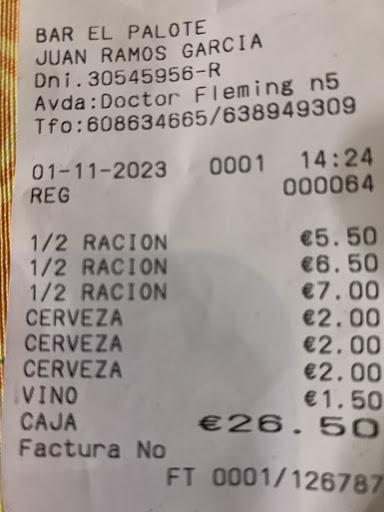 BAR EL PALOTE
JUAN RAMOS GARCIA
Dni.30545956-R
Avda:Doctor Fleming n5
Tfo:608634665/638949309
01-11-2023 0001 14:24
REG 000064
1/2 RACION €5.50
1/2 RACION €6.50
1/2 RACION €7.00
CERVEZA €2.00
CERVEZA €2.00
CERVEZA €2.00
VINO €1.50
CAJA €26.50
Factura No
FT 0001/126787